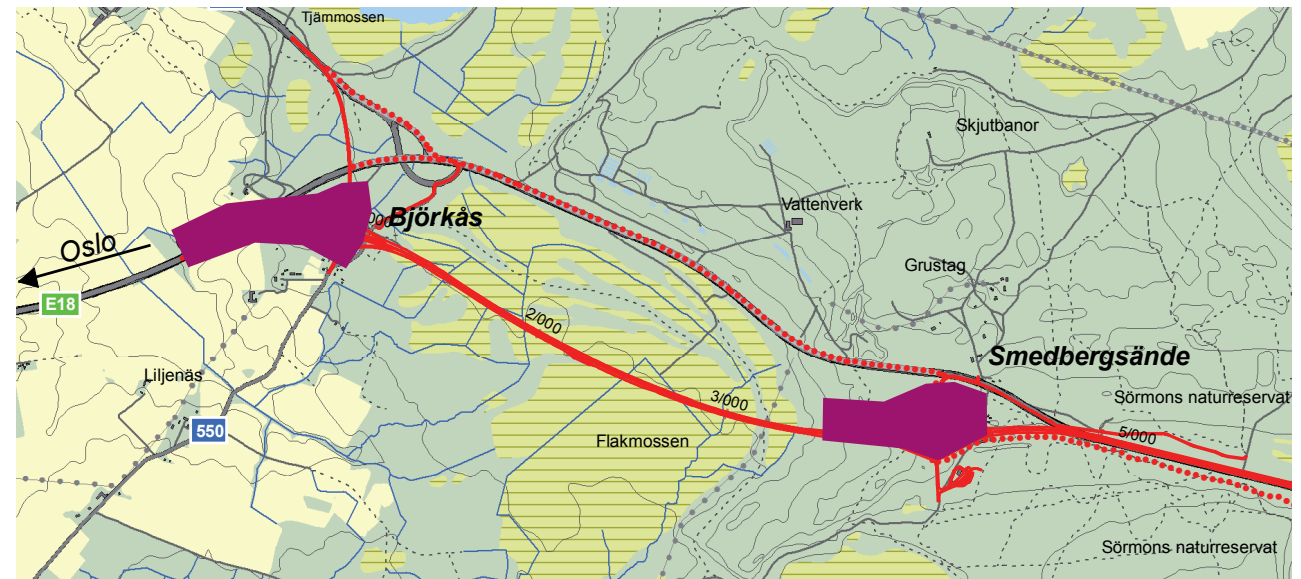 Tjämmossen
Skjutbanor
Vattenverk
000
Björkås
Oslo
Grustag
E18
2/000
Smedbergsände
Liljenäs
3/000
Sörmons naturreservat
550
Flakmossen
5/000
Sörmons naturreservat